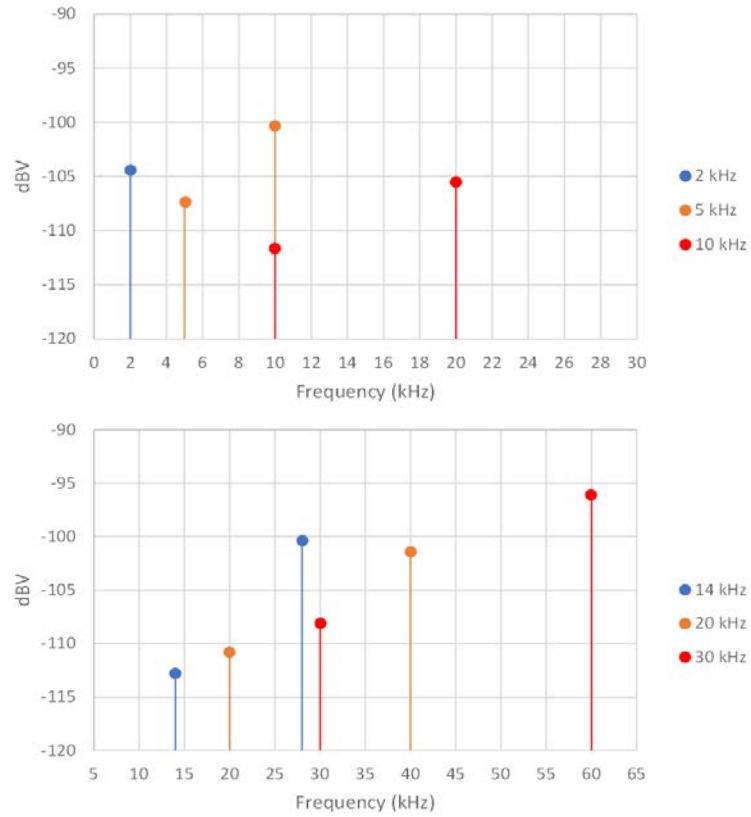 -90
-95
-100
-105
-110
-115
-120
dBV
0 2 4 6 8 10 12 14 16 18 20 22 24 26 28 30
Frequency (kHz)
2 kHz
5 kHz
10 kHz
-90
-95
-100
-105
-110
-115
-120
dBV
5 10 15 20 25 30 35 40 45 50 55 60 65
Frequency (kHz)
14 kHz
20 kHz
30 kHz